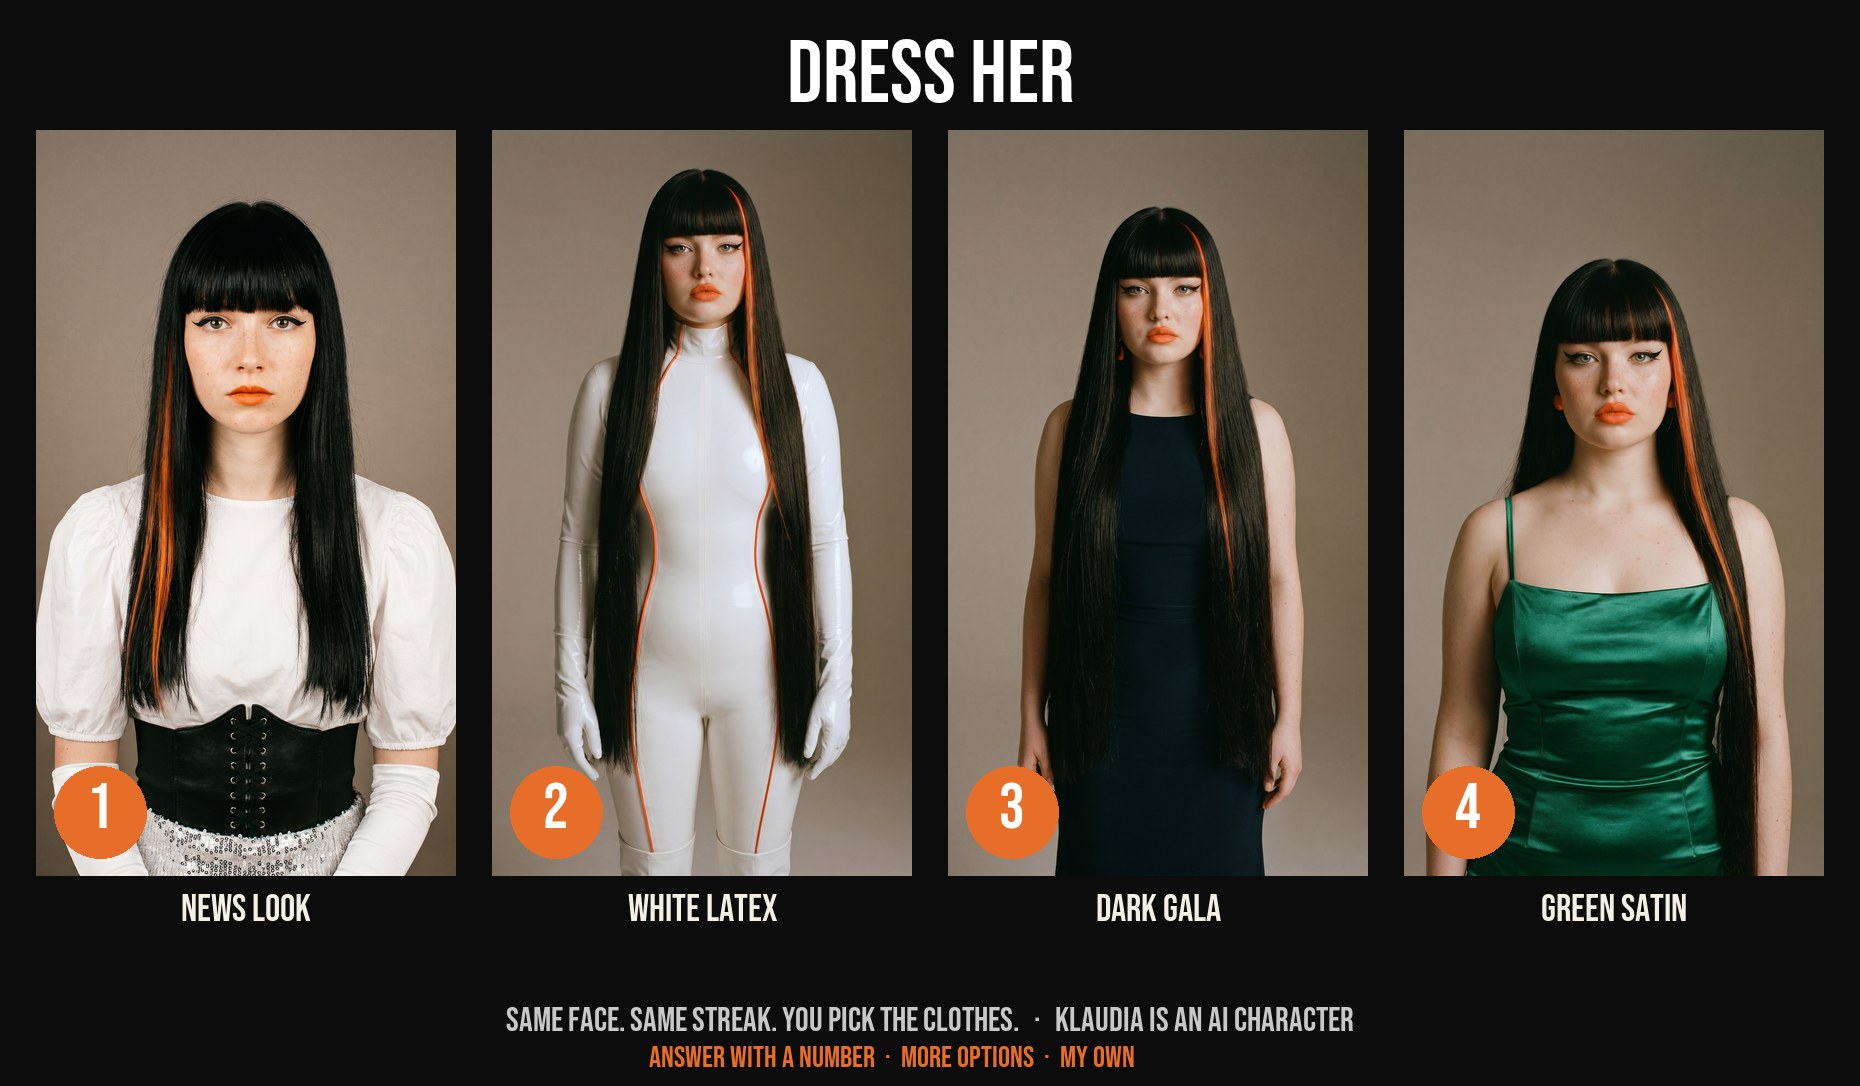 DRESS HER
1
2
3
4
NEWS LOOK
WHITE LATEX
DARK GALA
GREEN SATIN
SAME FACE. SAME STREAK. YOU PICK THE CLOTHES. · KLAUDIA IS AN AI CHARACTER
ANSWER WITH A NUMBER · MORE OPTIONS · MY OWN